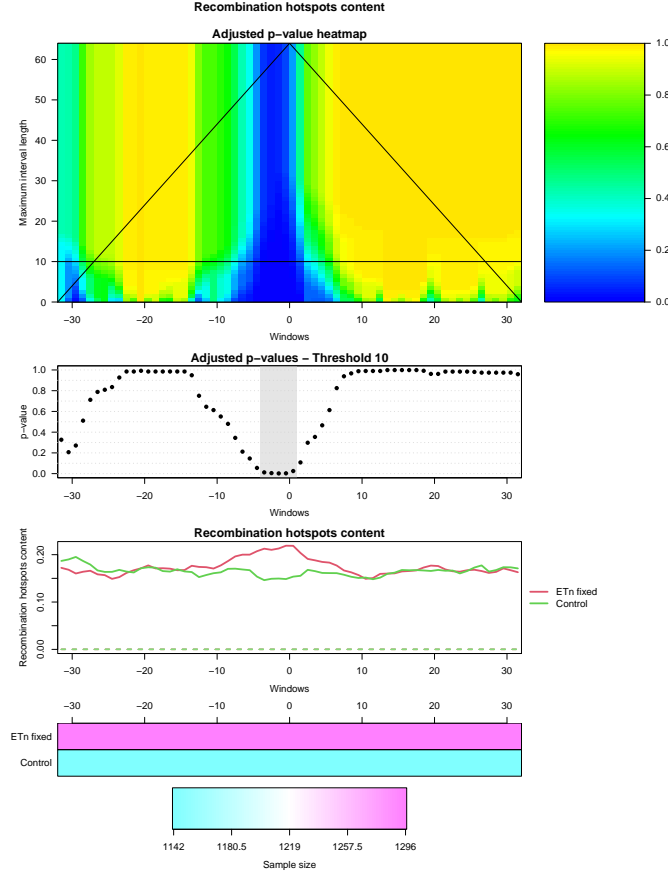 Recombination hotspots content
Adjusted p−value heatmap
Maximum interval length
0 10 20 30 40 50 60
−30 −20 −10 0 10 20 30
Windows
0.0 0.2 0.4 0.6 0.8 1.0
Adjusted p−values − Threshold 10
p−value
0.0 0.2 0.4 0.6 0.8 1.0
−30 −20 −10 0 10 20 30
Windows
Recombination hotspots content
Recombination hotspots content
0.00 0.10 0.20
−30 −20 −10 0 10 20 30
Windows
ETn fixed
Control
−30 −20 −10 0 10 20 30
ETn fixed
Control
1142 1180.5 1219 1257.5 1296
Sample size